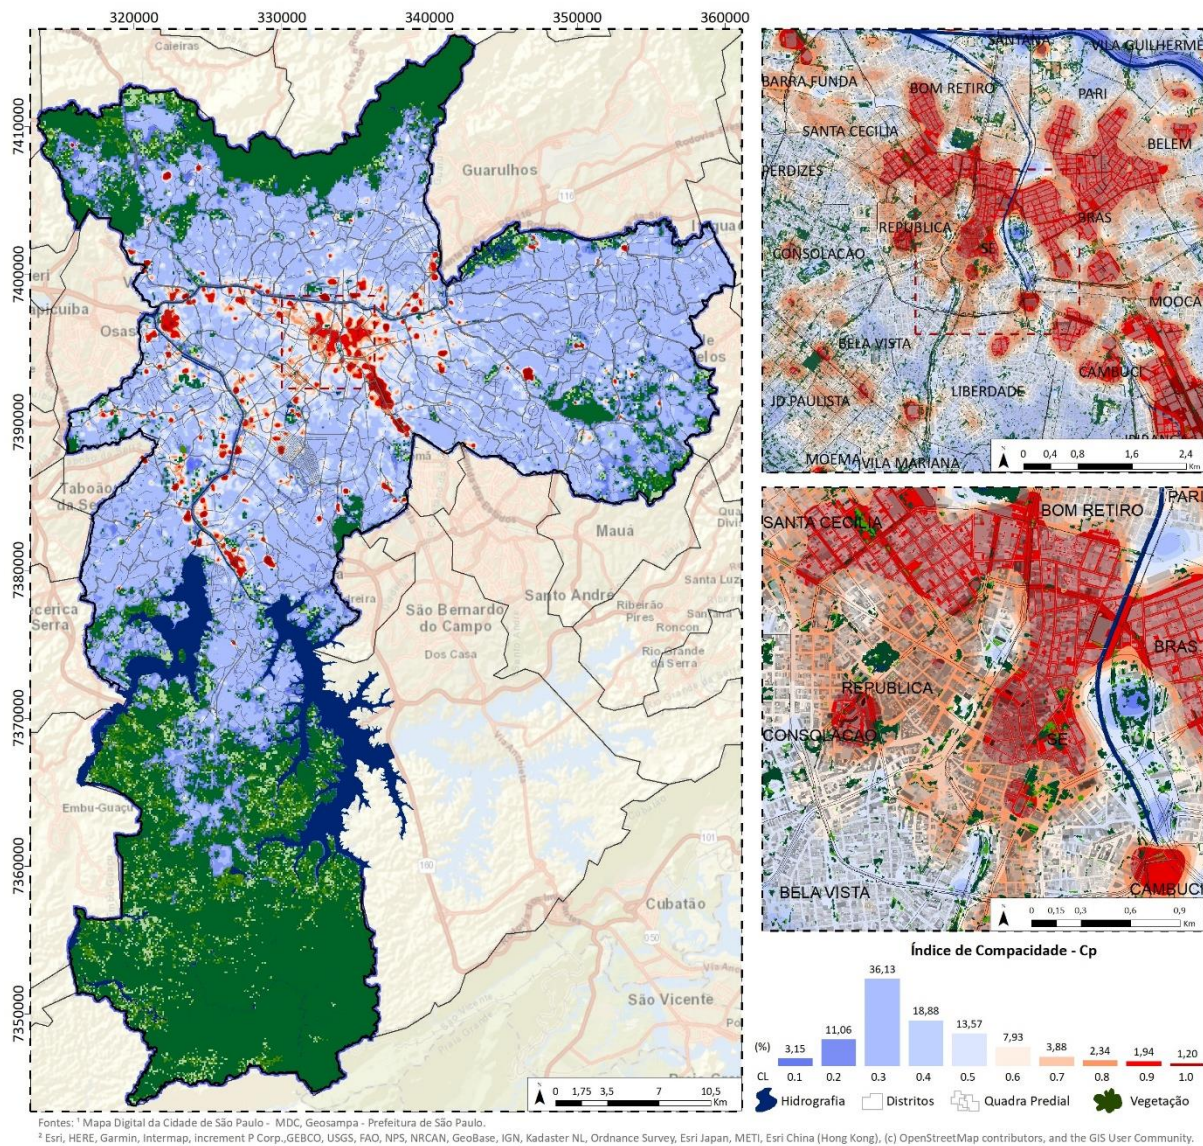 320000 330000 340000 350000 360000
7410000
7400000
7390000
7380000
7370000
7360000
7350000
Caieiras
Guarulhos
116
Osas
Taboão
da Se
Serra
Embu-Guaçu
São Bernardo
do Campo
Dos Casa
Santo André
Mauá
Ribeirão
Pires
Santa Luz
Roncon
Rio Grande
da Serra
Via Anchieta
160
101
Cubatão
050
São Vicente
0 1,75 3,5 7 10,5
Km
SANTANA
VILA GUILHERME
BARRA FUNDA
BOM RETIRO
PARI
SANTA CECILIA
BELEM
PERDIZES
BRAS
REPUBLICA
SE
CONSOLACAO
MOOCA
BELA VISTA
CAMBUCI
LIBERDADE
JD PAULISTA
MOEMA
VILA MARIANA
0 0,4 0,8 1,6 2,4
Km
PARI
SANTA CECILIA
BOM RETIRO
BRAS
REPUBLICA
CONSOLACAO
SE
BELA VISTA
CAMBUCI
0 0,15 0,3 0,6 0,9
Km
Índice de Compacidade - Cp
(%) 3,15 11,06 36,13 18,88 13,57 7,93 3,88 2,34 1,94 1,20
CL 0.1 0.2 0.3 0.4 0.5 0.6 0.7 0.8 0.9 1.0
Hidrografia Distritos Quadra Predial Vegetação
Fontes: ¹ Mapa Digital da Cidade de São Paulo - MDC, Geosampa - Prefeitura de São Paulo.
² Esri, HERE, Garmin, Intermap, increment P Corp.,GEBCO, USGS, FAO, NPS, NRCAN, GeoBase, IGN, Kadaster NL, Ordnance Survey, Esri Japan, METI, Esri China (Hong Kong), (c) OpenStreetMap contributors, and the GIS User Community.